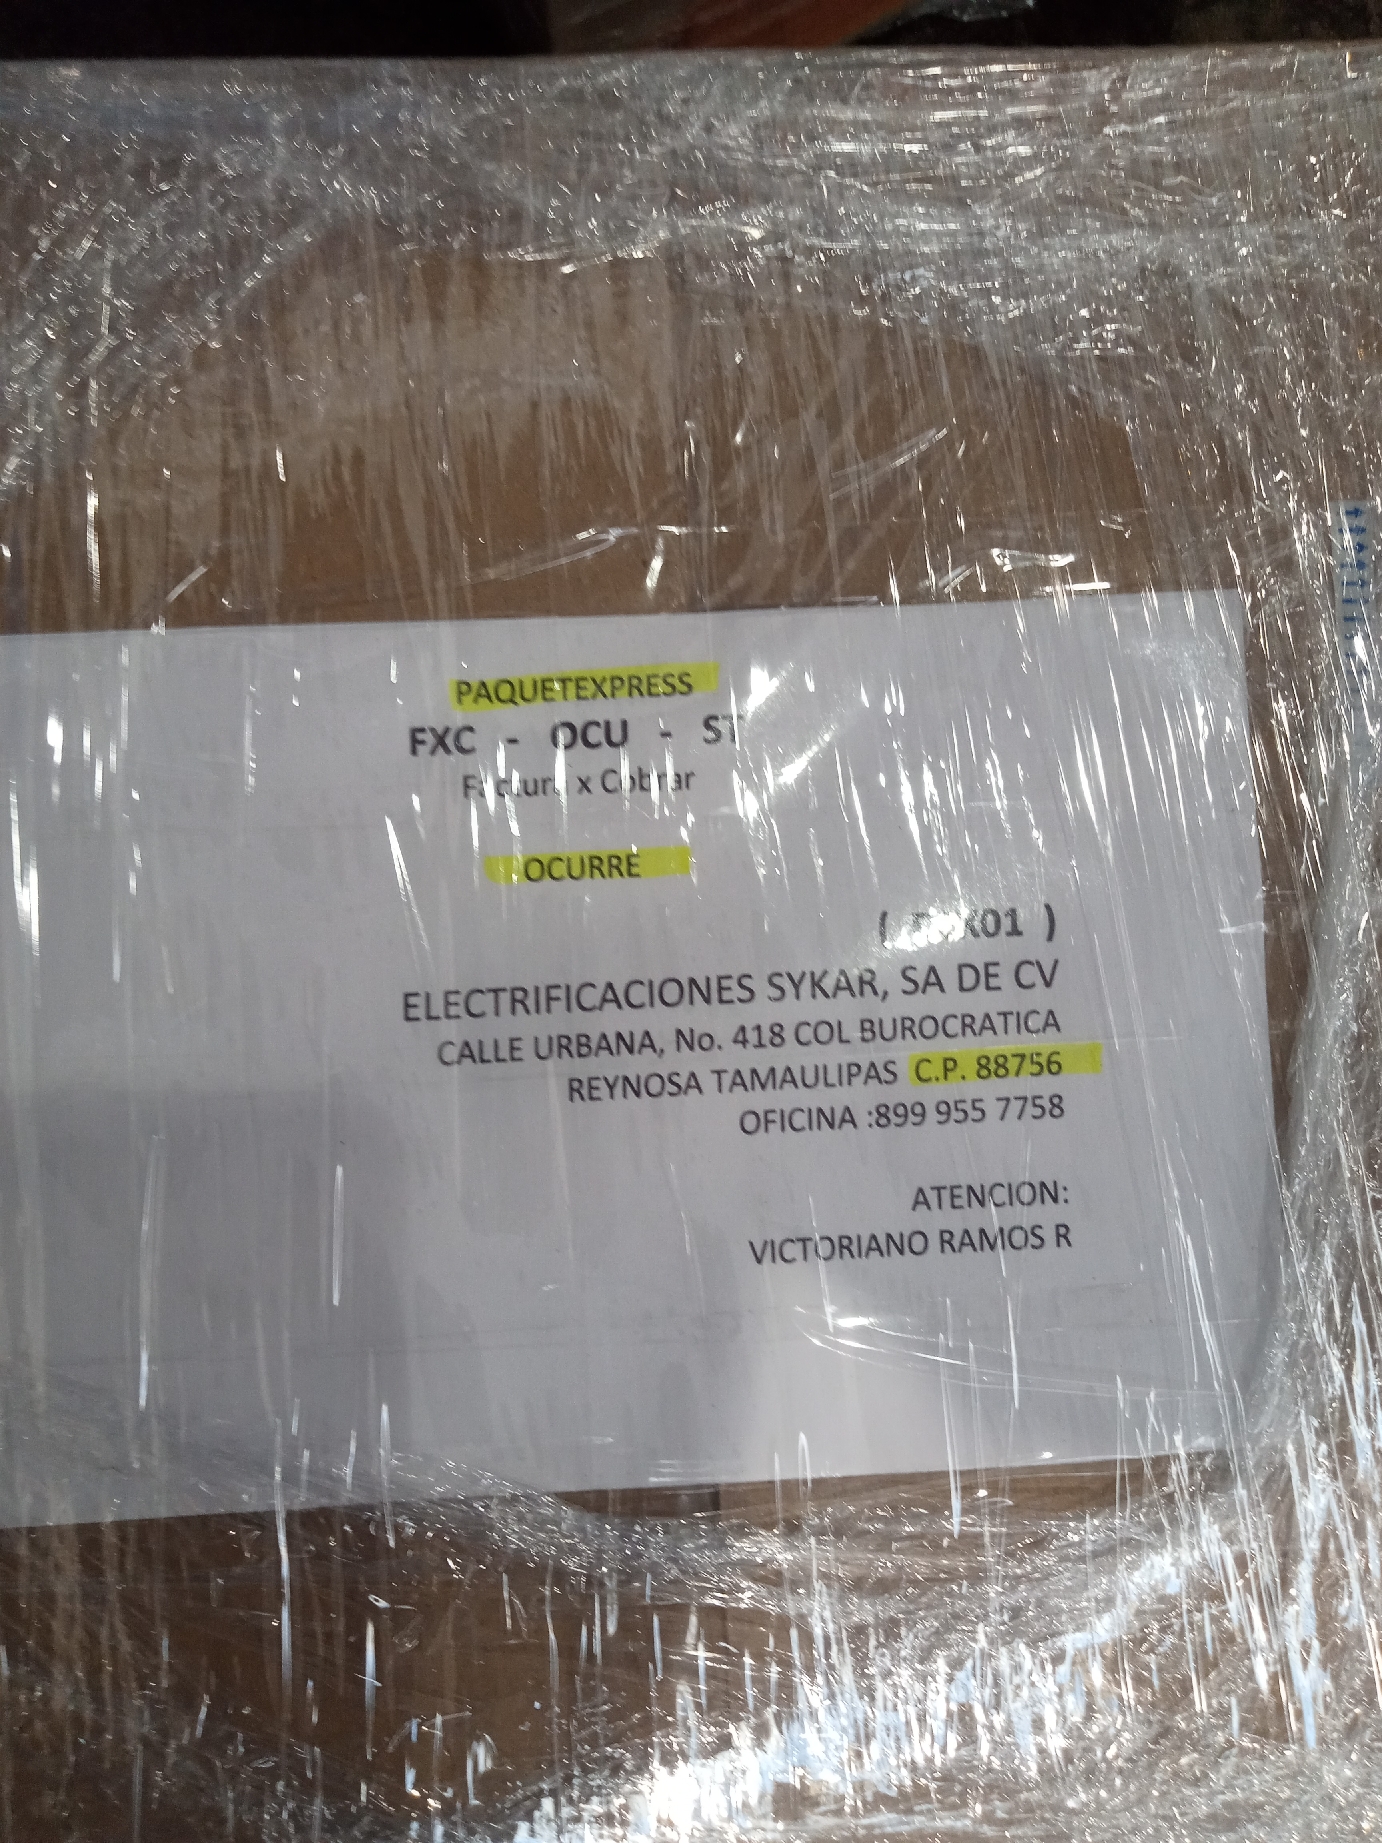 PAQUETEXPRESS
FXC - OCU - ST
Factura x Cobrar
OCURRE
ELECTRIFICACIONES SYKAR, SA DE CV
CALLE URBANA, No. 418 COL BUROCRATICA
REYNOSA TAMAULIPAS C.P. 88756
OFICINA :899 955 7758
ATENCION:
VICTORIANO RAMOS R